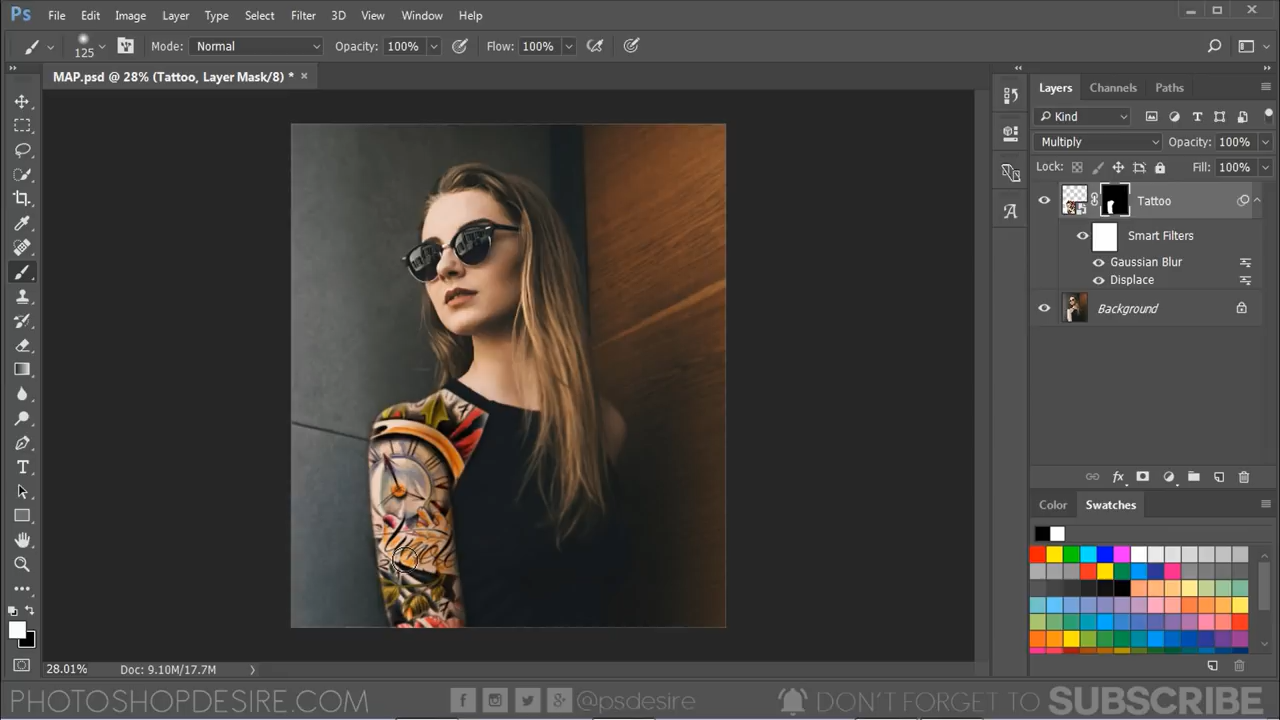 Ps File Edit Image Layer Type Select Filter 3D View Window Help
125 Mode: Normal Opacity: 100% Flow: 100%
MAP.psd @ 28% (Tattoo, Layer Mask/8) * ×
Layers Channels Paths
Kind
Multiply Opacity: 100%
Lock: Fill: 100%
Tattoo
Smart Filters
Gaussian Blur
Displace
Background
Color Swatches
28.01% Doc: 9.10M/17.7M
PHOTOSHOPDESIRE.COM @psdesire DON'T FORGET TO SUBSCRIBE